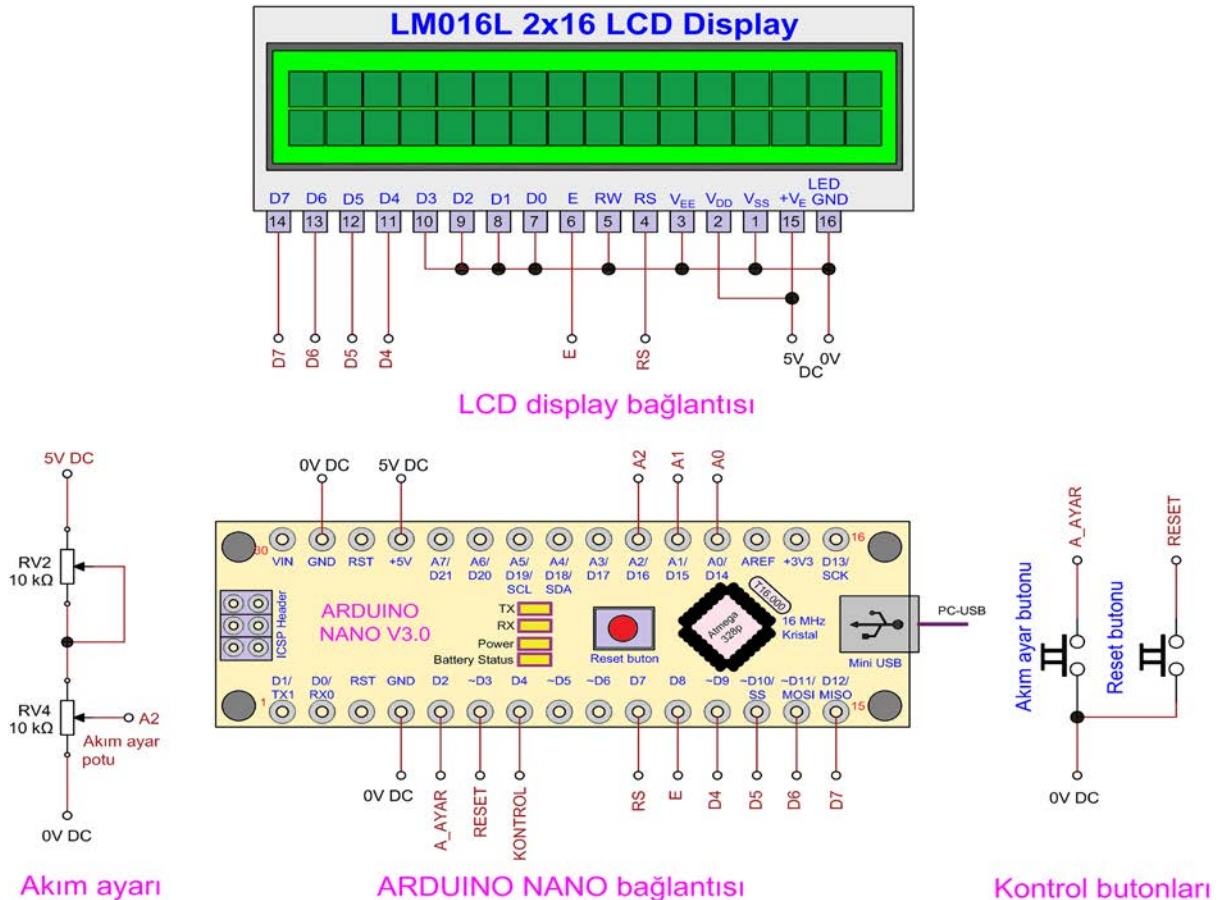 LM016L 2x16 LCD Display
LED
D7 D6 D5 D4 D3 D2 D1 D0 E RW RS VEE VDD VSS +VE GND
14 13 12 11 10 9 8 7 6 5 4 3 2 1 15 16
D7 D6 D5 D4 E RS 5V 0V
DC
LCD display bağlantısı
5V DC
RV2
10 kΩ
RV4
10 kΩ
A2
Akım ayar
potu
0V DC
Akım ayarı
0V DC 5V DC A2 A1 A0
30 16
VIN GND RST +5V A7/ A6/ A5/ A4/ A3/ A2/ A1/ A0/ AREF +3V3 D13/
D21 D20 D19/ D18/ D17 D16 D15 D14 SCK
SCL SDA
ICSP Header
ARDUINO
NANO V3.0
TX
RX
Power
Battery Status
Reset buton
Atmega
328p
T16.000
16 MHz
Kristal
Mini USB
PC-USB
D1/ D0/ RST GND D2 ~D3 D4 ~D5 ~D6 D7 D8 ~D9 ~D10/ ~D11/ D12/
TX1 RX0 SS MOSI MISO
1 15
0V DC A_AYAR RESET KONTROL RS E D4 D5 D6 D7
ARDUINO NANO bağlantısı
A_AYAR
RESET
Akım ayar butonu
Reset butonu
0V DC
Kontrol butonları